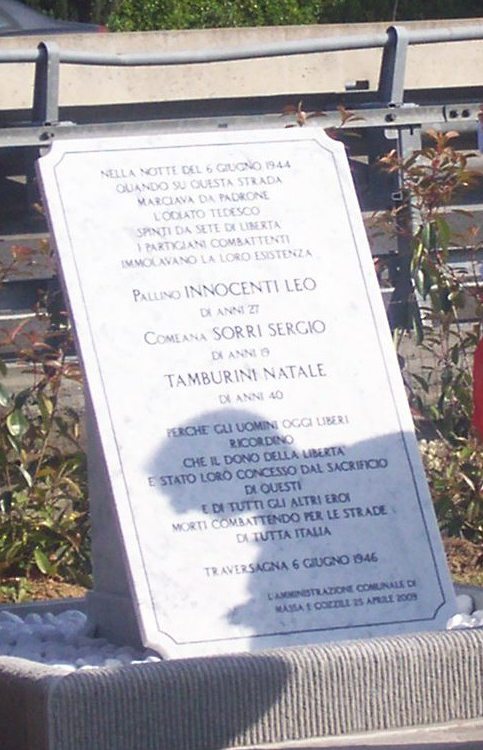 NELLA NOTTE DEL 6 GIUGNO 1944
QUANDO SU QUESTA STRADA
MARCIAVA DA PADRONE
L'ODIATO TEDESCO
SPINTI DA SETE DI LIBERTA'
I PARTIGIANI COMBATTENTI
IMMOLAVANO LA LORO ESISTENZA
PALLINO INNOCENTI LEO
DI ANNI 27
COMEANA SORRI SERGIO
DI ANNI 19
TAMBURINI NATALE
DI ANNI 40
PERCHE' GLI UOMINI OGGI LIBERI
RICORDINO
CHE IL DONO DELLA LIBERTA'
E' STATO LORO CONCESSO DAL SACRIFICIO
DI QUESTI
E DI TUTTI GLI ALTRI EROI
MORTI COMBATTENDO PER LE STRADE
DI TUTTA ITALIA
TRAVERSAGNA 6 GIUGNO 1946
L'AMMINISTRAZIONE COMUNALE DI
MASSA E COZZILE 25 APRILE 2009